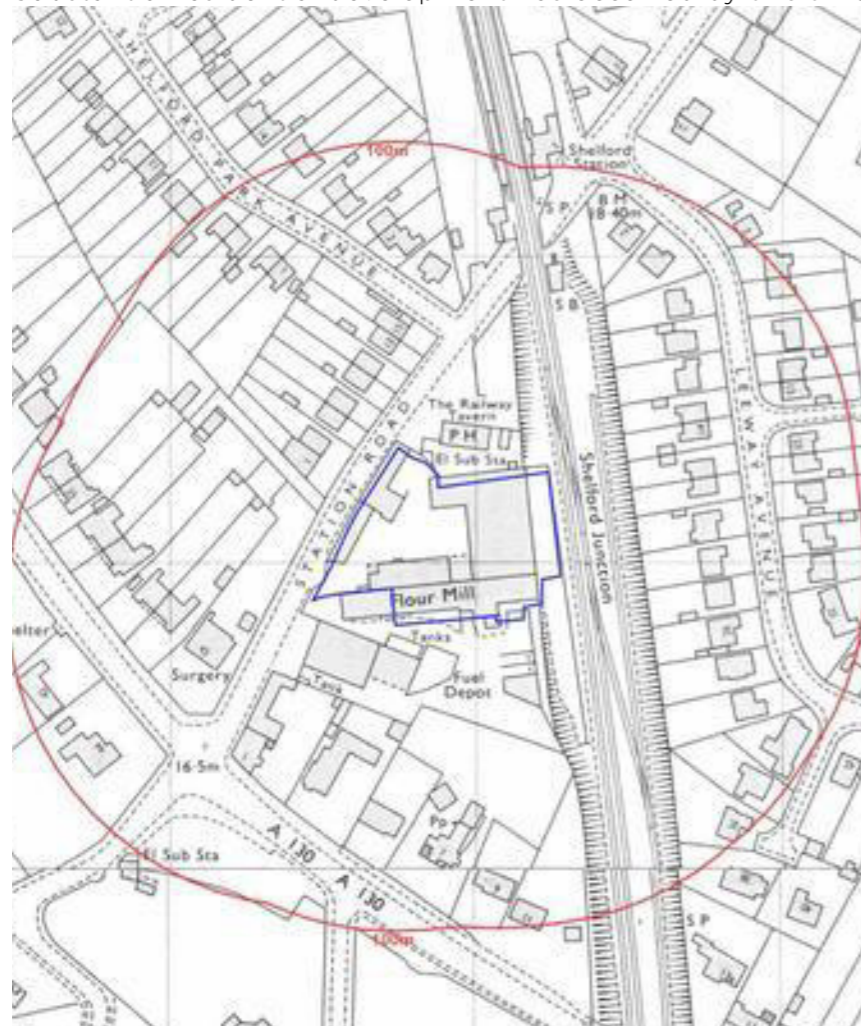 SHELFORD PARK AVENUE
100m
Shelford
Station
S P
B M
18·40m
S B
The Railway
Tavern
P H
El Sub Sta
STATION ROAD
Shelford Junction
LEEWAY AVENUE
Flour Mill
Tanks
Surgery
Tank
Fuel
Depot
16·5m
Po
El Sub Sta
A 130
A 130
100m
S P